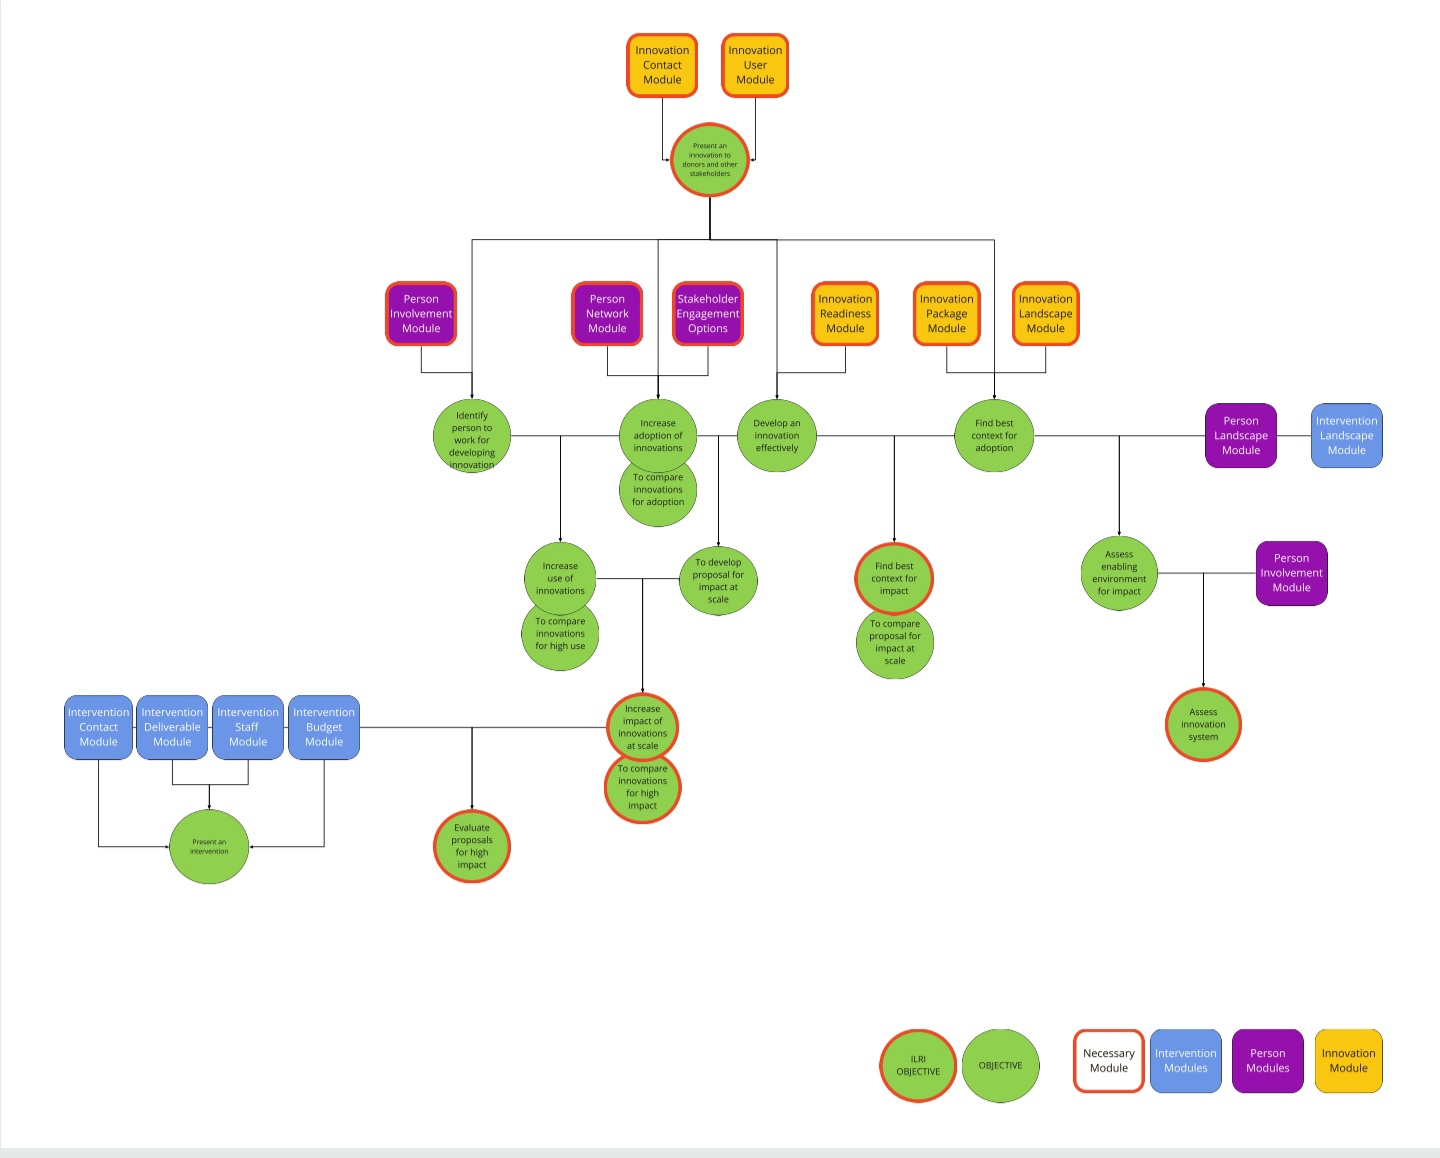 Innovation
Contact
Module
Innovation
User
Module
Present an
innovation to
donors and other
stakeholders
Person
Involvement
Module
Person
Network
Module
Stakeholder
Engagement
Options
Innovation
Readiness
Module
Innovation
Package
Module
Innovation
Landscape
Module
Identify
person to
work for
developing
innovation
Increase
adoption of
innovations
To compare
innovations
for adoption
Develop an
innovation
effectively
Find best
context for
adoption
Person
Landscape
Module
Intervention
Landscape
Module
Increase
use of
innovations
To compare
innovations
for high use
To develop
proposal for
impact at
scale
Find best
context for
impact
To compare
proposal for
impact at
scale
Assess
enabling
environment
for impact
Person
Involvement
Module
Intervention
Contact
Module
Intervention
Deliverable
Module
Intervention
Staff
Module
Intervention
Budget
Module
Increase
impact of
innovations
at scale
To compare
innovations
for high
impact
Assess
innovation
system
Present an
intervention
Evaluate
proposals
for high
impact
ILRI
OBJECTIVE
OBJECTIVE
Necessary
Module
Intervention
Modules
Person
Modules
Innovation
Module